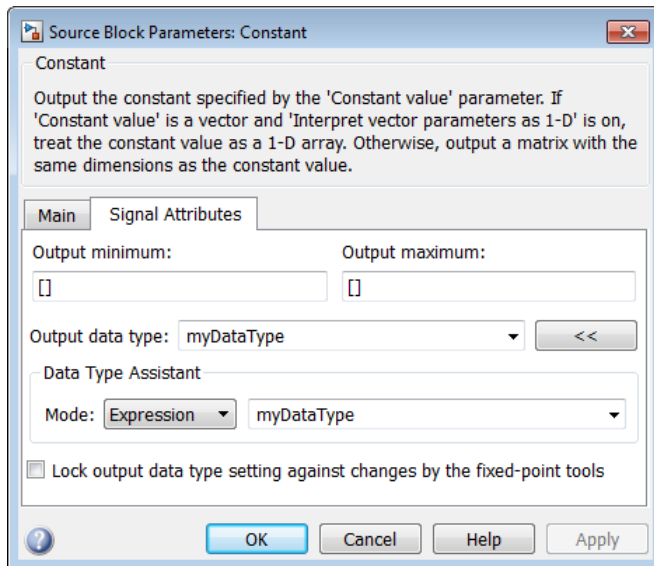 Source Block Parameters: Constant
Constant
Output the constant specified by the 'Constant value' parameter. If
'Constant value' is a vector and 'Interpret vector parameters as 1-D' is on,
treat the constant value as a 1-D array. Otherwise, output a matrix with the
same dimensions as the constant value.
Main Signal Attributes
Output minimum: Output maximum:
[] []
Output data type: myDataType <<
Data Type Assistant
Mode: Expression myDataType
Lock output data type setting against changes by the fixed-point tools
? OK Cancel Help Apply